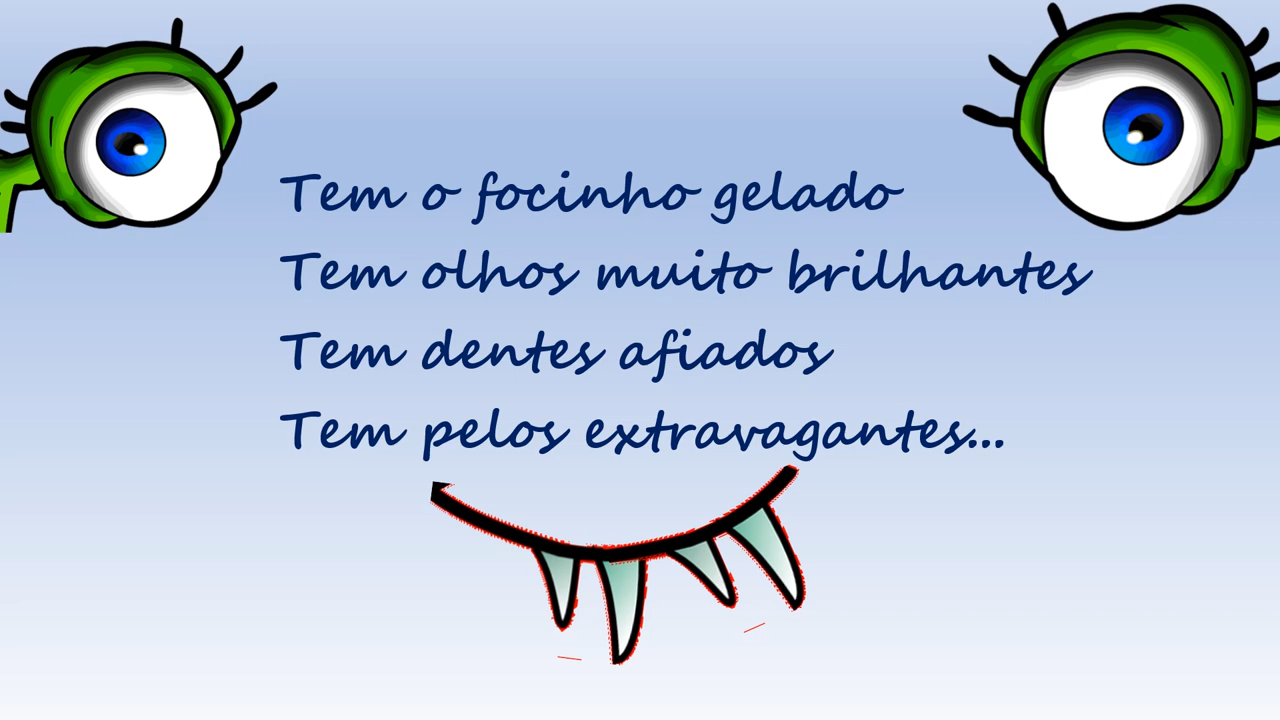 Tem o focinho gelado
Tem olhos muito brilhantes
Tem dentes afiados
Tem pelos extravagantes...